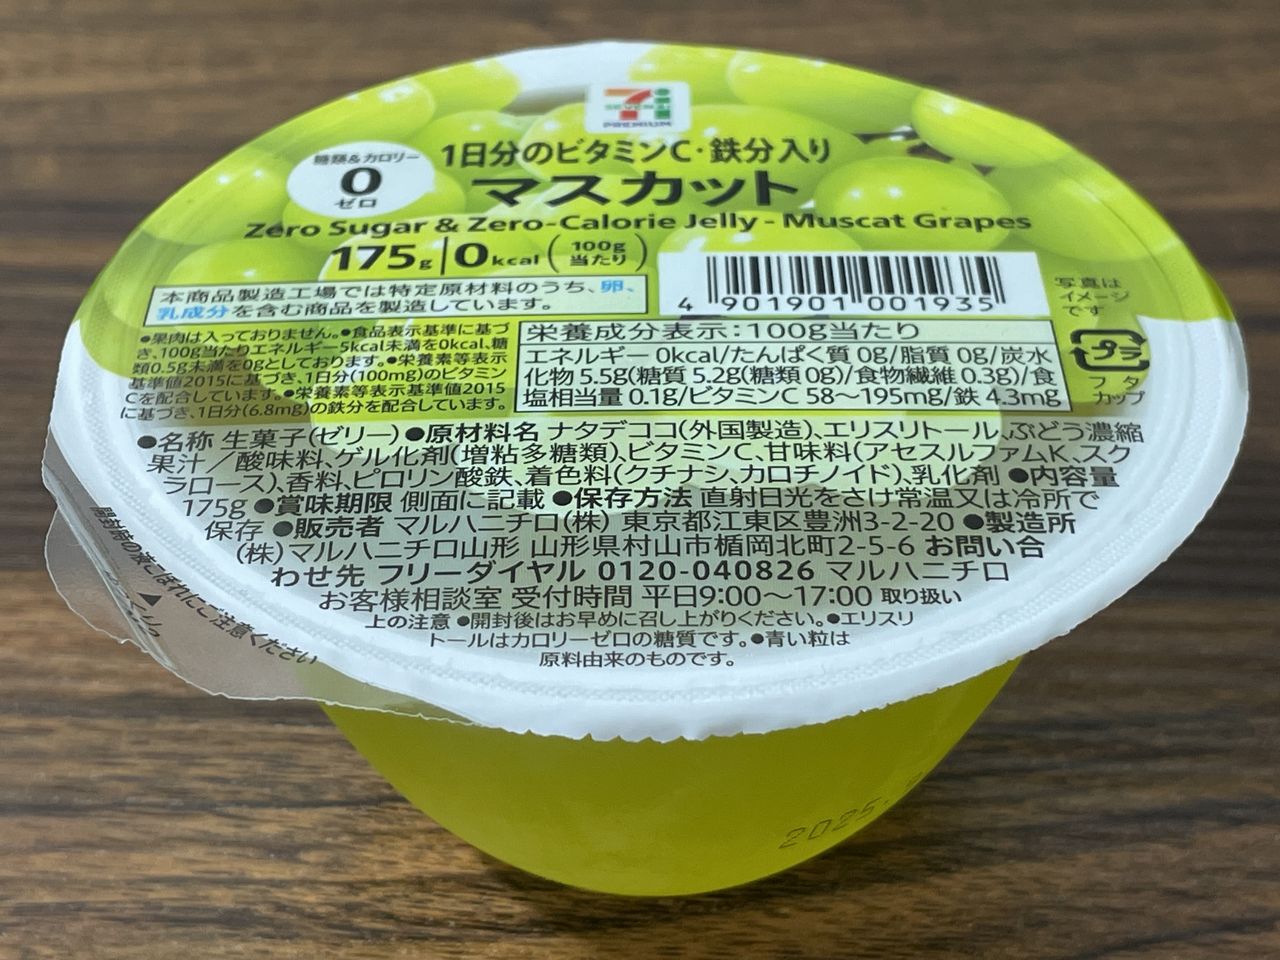 7i
SEVEN&i
PREMIUM
糖類&カロリー
0
ゼロ
1日分のビタミンC・鉄分入り
マスカット
Zero Sugar & Zero-Calorie Jelly - Muscat Grapes
175g 0kcal (100g当たり)
4 901901 001935
写真は
イメージ
です
プラ
フタ
カップ
本商品製造工場では特定原材料のうち、卵、
乳成分を含む商品を製造しています。
●果肉は入っておりません。●食品表示基準に基づ
き、100g当たりエネルギー5kcal未満を0kcal、糖
類0.5g未満を0gとしております。●栄養素等表示
基準値2015に基づき、1日分(100mg)のビタミン
Cを配合しています。●栄養素等表示基準値2015
に基づき、1日分(6.8mg)の鉄分を配合しています。
栄養成分表示:100g当たり
エネルギー 0kcal/たんぱく質 0g/脂質 0g/炭水
化物 5.5g(糖質 5.2g(糖類 0g)/食物繊維 0.3g)/食
塩相当量 0.1g/ビタミンC 58〜195mg/鉄 4.3mg
●名称 生菓子(ゼリー)●原材料名 ナタデココ(外国製造)、エリスリトール、ぶどう濃縮
果汁/酸味料、ゲル化剤(増粘多糖類)、ビタミンC、甘味料(アセスルファムK、スク
ラロース)、香料、ピロリン酸鉄、着色料(クチナシ、カロチノイド)、乳化剤 ●内容量
175g ●賞味期限 側面に記載 ●保存方法 直射日光をさけ常温又は冷所で
保存 ●販売者 マルハニチロ(株) 東京都江東区豊洲3-2-20 ●製造所
(株)マルハニチロ山形 山形県村山市楯岡北町2-5-6 お問い合
わせ先 フリーダイヤル 0120-040826 マルハニチロ
お客様相談室 受付時間 平日9:00〜17:00 取り扱い
上の注意 ●開封後はお早めに召し上がりください。●エリスリ
トールはカロリーゼロの糖質です。●青い粒は
原料由来のものです。
開封時の液こぼれにご注意ください
2025.